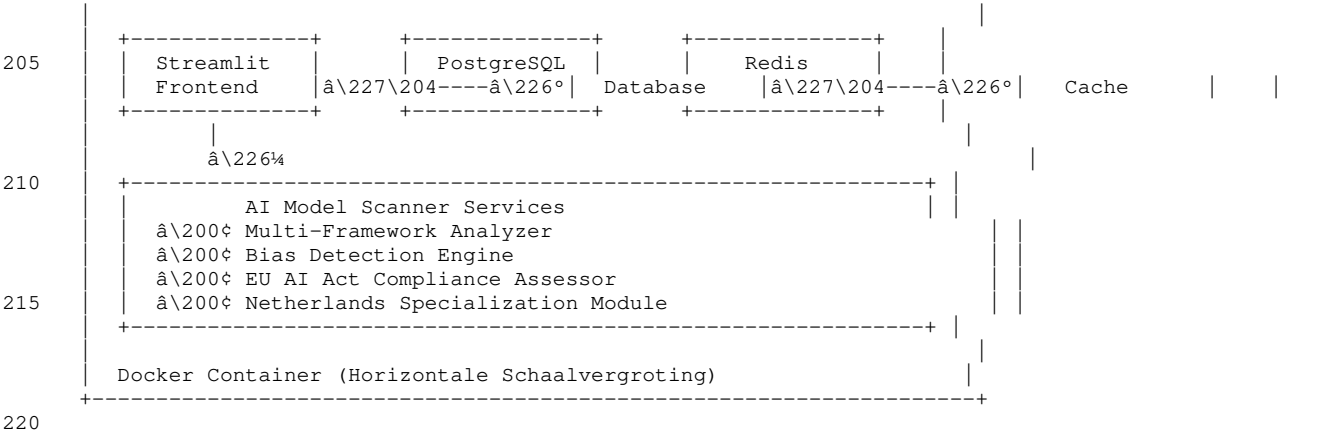 |                                                                     |
|  +--------------+      +--------------+      +--------------+    |
205   |  |  Streamlit   |      |  PostgreSQL  |      |    Redis     |    |
|  |  Frontend    |â\227\204----â\226º|  Database    |â\227\204----â\226º|    Cache      |    |
|  +--------------+      +--------------+      +--------------+    |
|         |                                                          |
|         â\226¼                                                          |
210   |  +--------------------------------------------------------------+ |
|  |         AI Model Scanner Services                            | |
|  |  â\200¢ Multi-Framework Analyzer                                  | |
|  |  â\200¢ Bias Detection Engine                                     | |
|  |  â\200¢ EU AI Act Compliance Assessor                             | |
215   |  |  â\200¢ Netherlands Specialization Module                         | |
|  +--------------------------------------------------------------+ |
|                                                                     |
|  Docker Container (Horizontale Schaalvergroting)                    |
+---------------------------------------------------------------------+
220